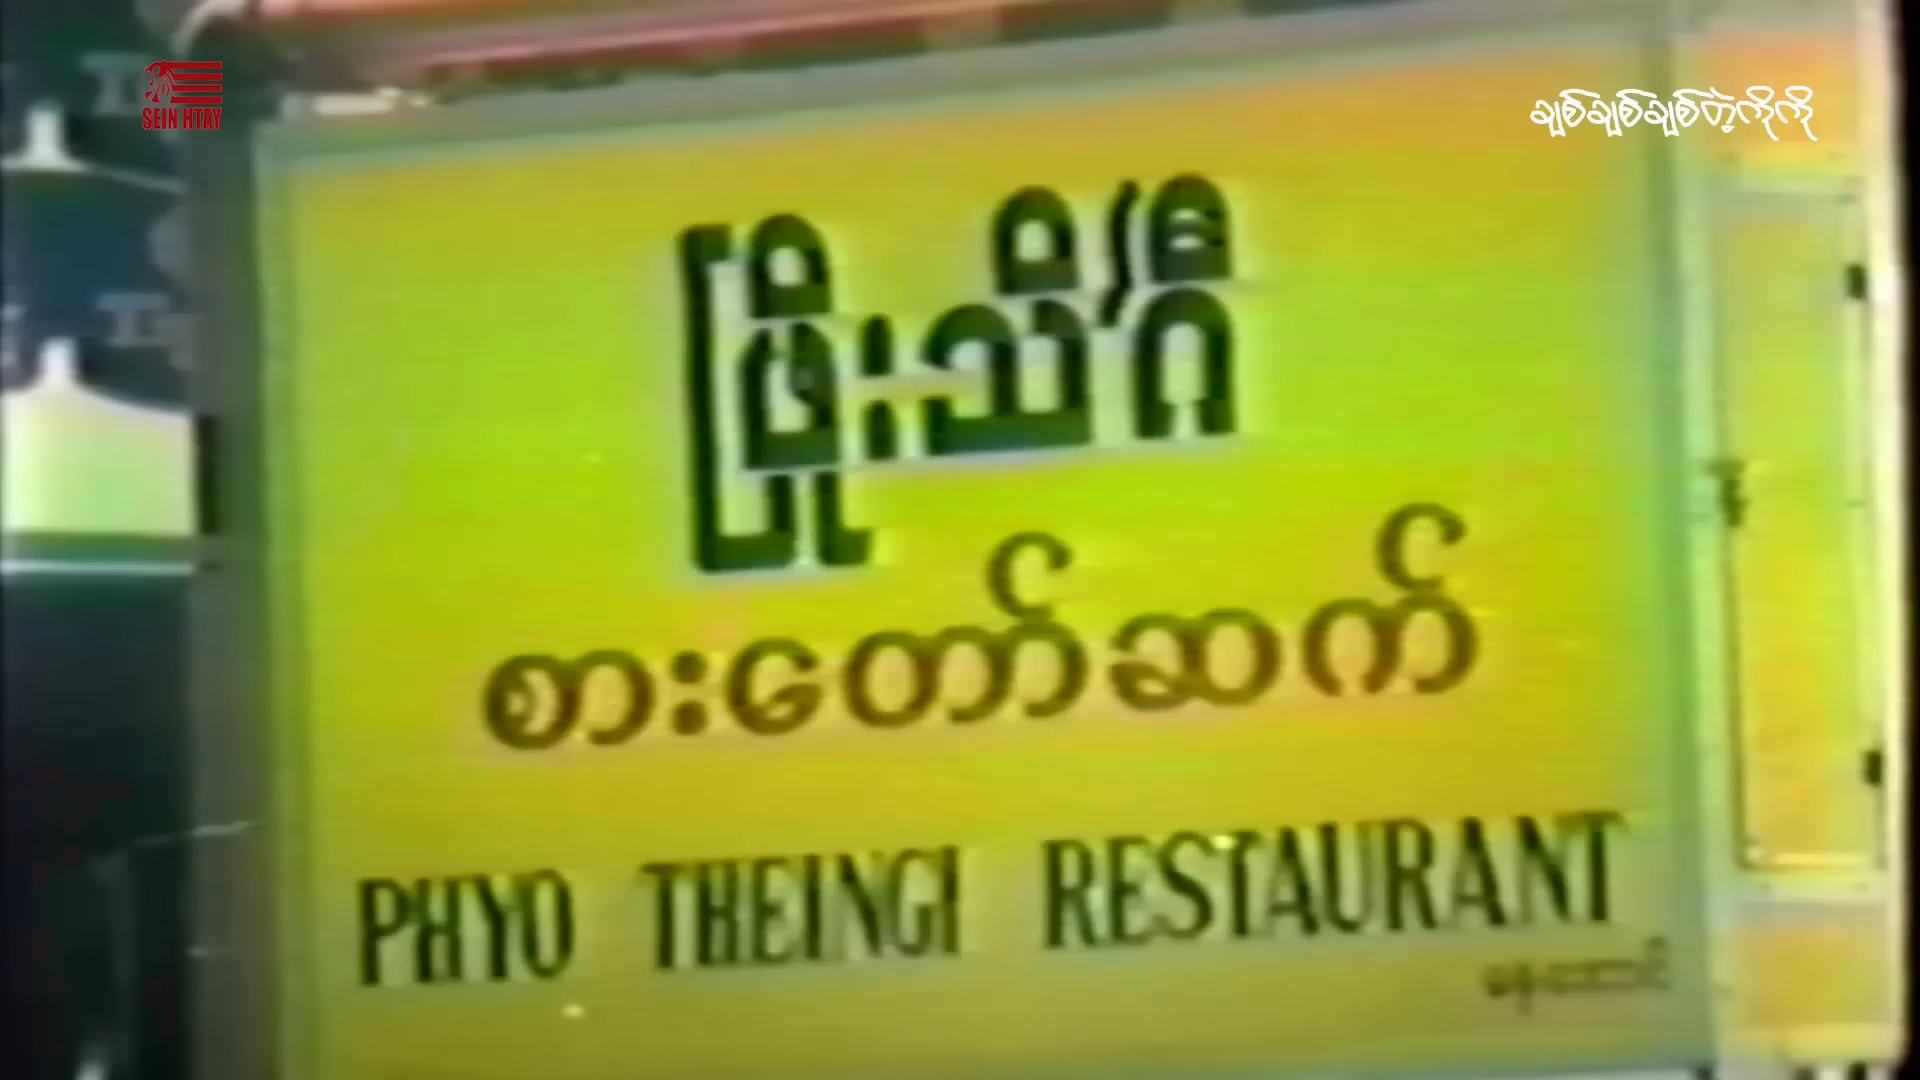 SEIN HTAY
ချစ်ချစ်ချစ်တဲ့ကိုကို
ဖြိုးသိင်္ဂီ
စားတော်ဆက်
PHYO THEINGI RESTAURANT